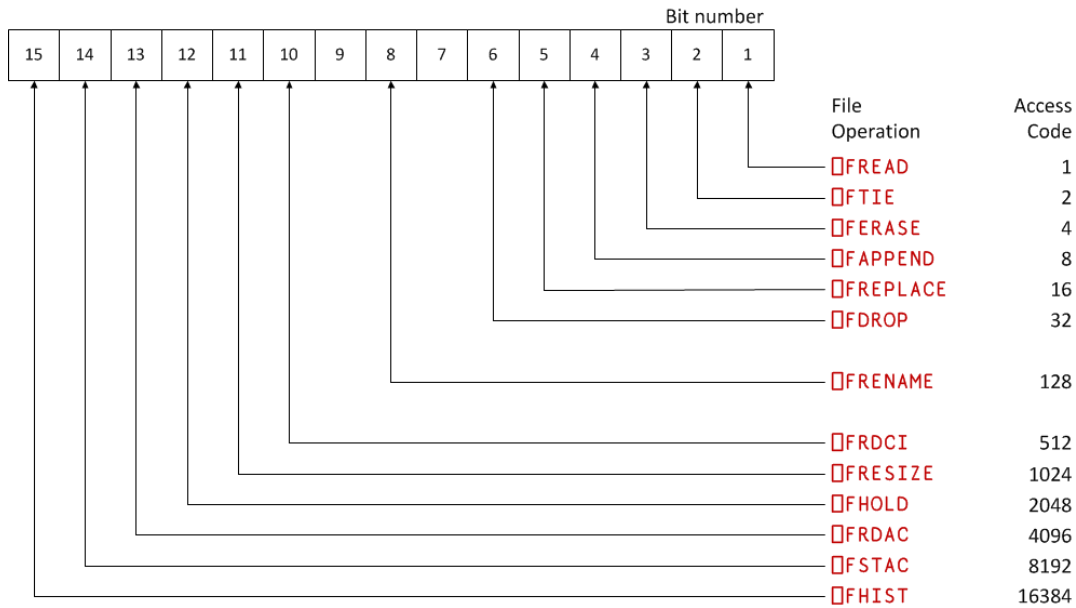 Bit number
15 14 13 12 11 10 9 8 7 6 5 4 3 2 1
File Access
Operation Code
⎕FREAD 1
⎕FTIE 2
⎕FERASE 4
⎕FAPPEND 8
⎕FREPLACE 16
⎕FDROP 32
⎕FRENAME 128
⎕FRDCI 512
⎕FRESIZE 1024
⎕FHOLD 2048
⎕FRDAC 4096
⎕FSTAC 8192
⎕FHIST 16384